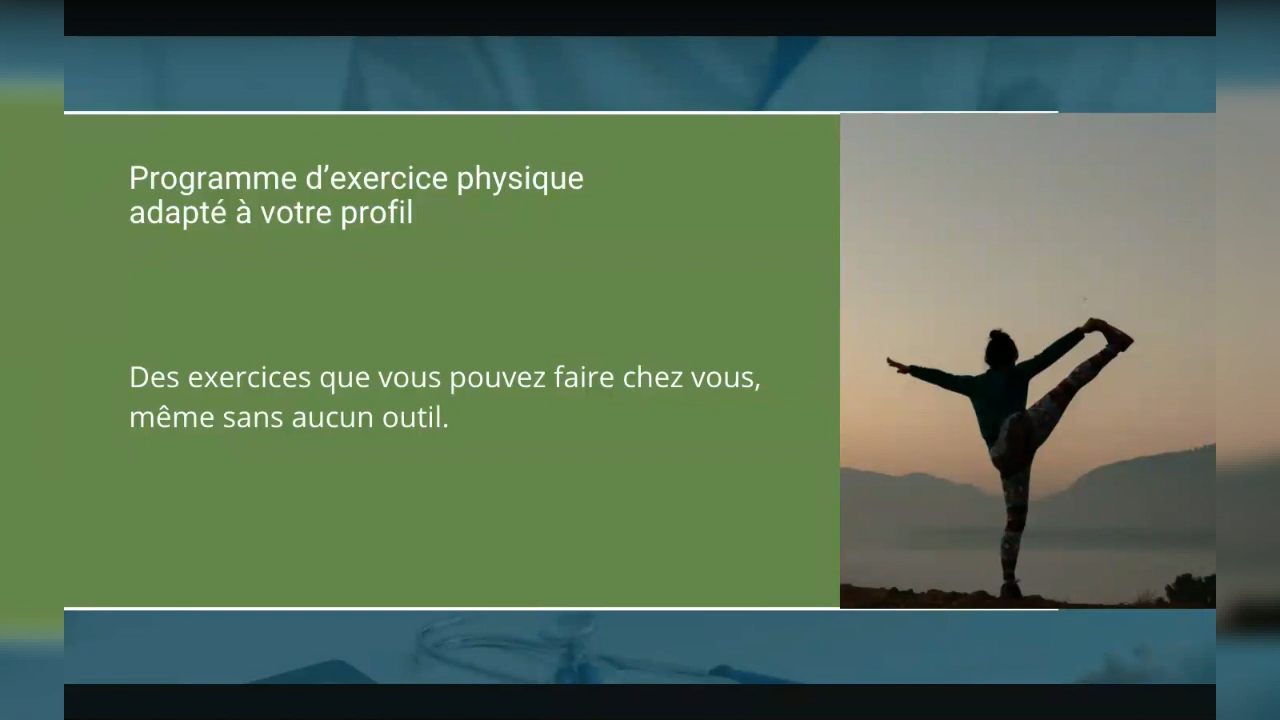 Programme d’exercice physique
adapté à votre profil
Des exercices que vous pouvez faire chez vous,
même sans aucun outil.